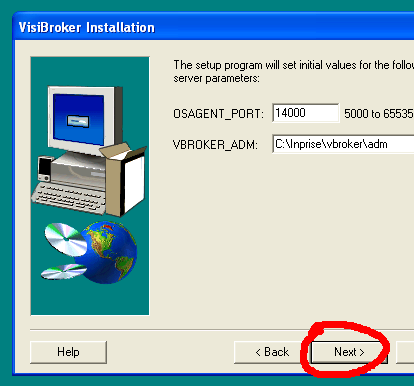 VisiBroker Installation
The setup program will set initial values for the follow
server parameters:
OSAGENT_PORT: 14000 5000 to 65535
VBROKER_ADM: C:\Inprise\vbroker\adm
Help < Back Next >